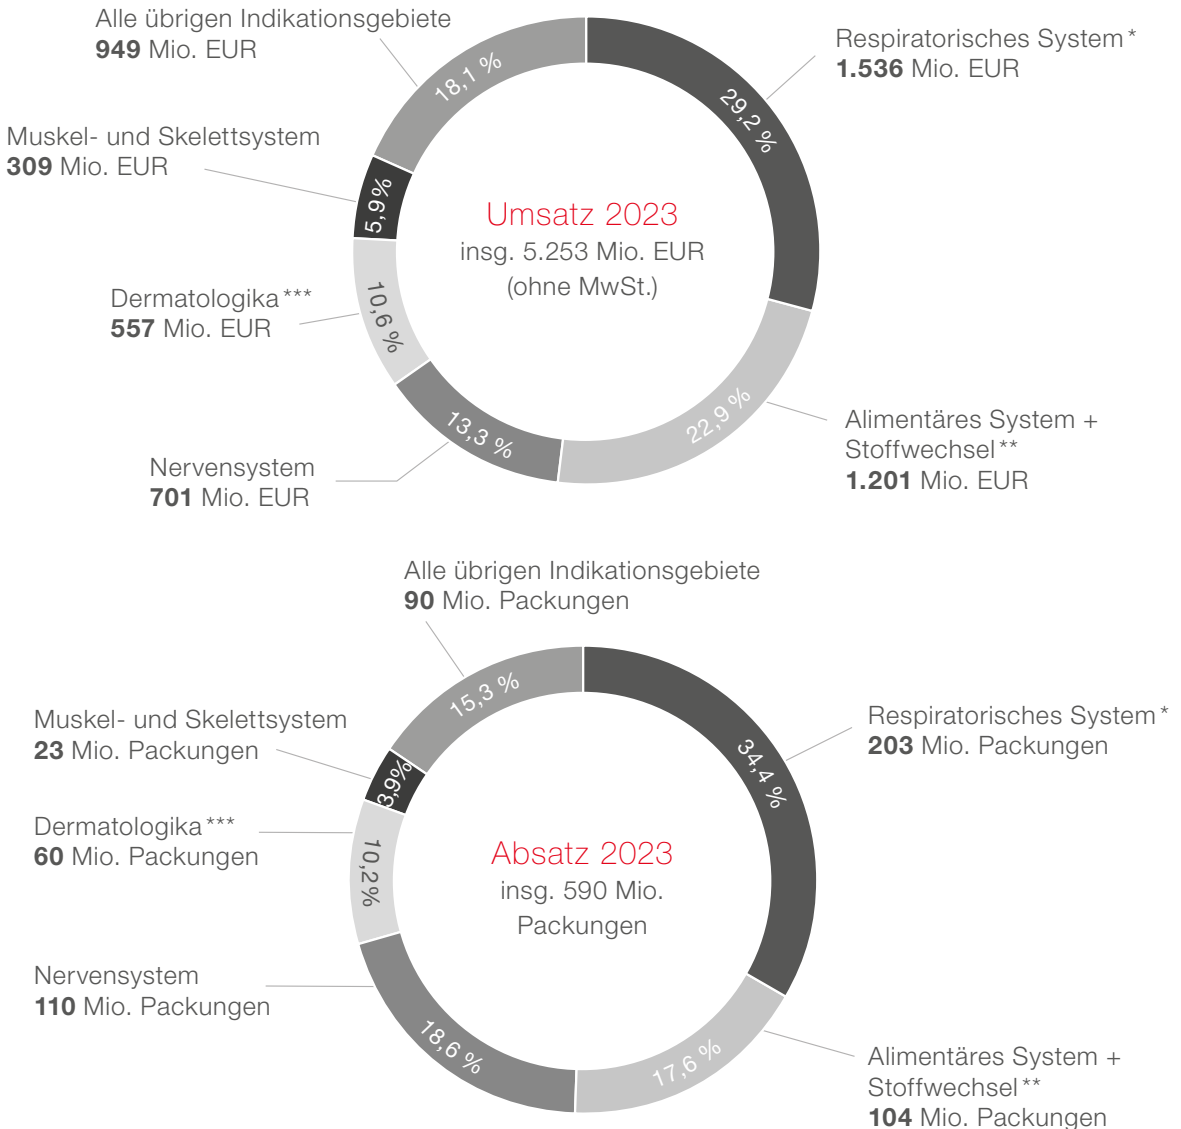 Alle übrigen Indikationsgebiete
949 Mio. EUR
Respiratorisches System*
1.536 Mio. EUR
18,1 %
29,2 %
Muskel- und Skelettsystem
309 Mio. EUR
5,9%
Umsatz 2023
insg. 5.253 Mio. EUR
(ohne MwSt.)
Dermatologika***
557 Mio. EUR
10,6 %
22,9 %
13,3 %
Alimentäres System +
Stoffwechsel**
1.201 Mio. EUR
Nervensystem
701 Mio. EUR
Alle übrigen Indikationsgebiete
90 Mio. Packungen
15,3 %
Muskel- und Skelettsystem
23 Mio. Packungen
Respiratorisches System*
203 Mio. Packungen
34,4 %
3,9%
Dermatologika***
60 Mio. Packungen
10,2%
Absatz 2023
insg. 590 Mio.
Packungen
Nervensystem
110 Mio. Packungen
18,6 %
17,6 %
Alimentäres System +
Stoffwechsel**
104 Mio. Packungen